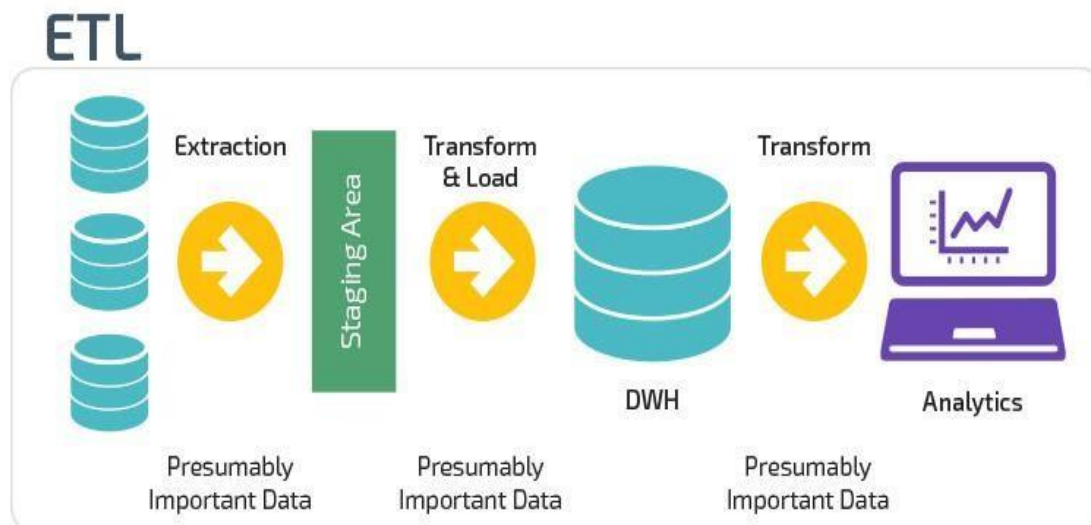 ETL
Extraction
Staging Area
Transform
& Load
Transform
DWH
Analytics
Presumably
Important Data
Presumably
Important Data
Presumably
Important Data